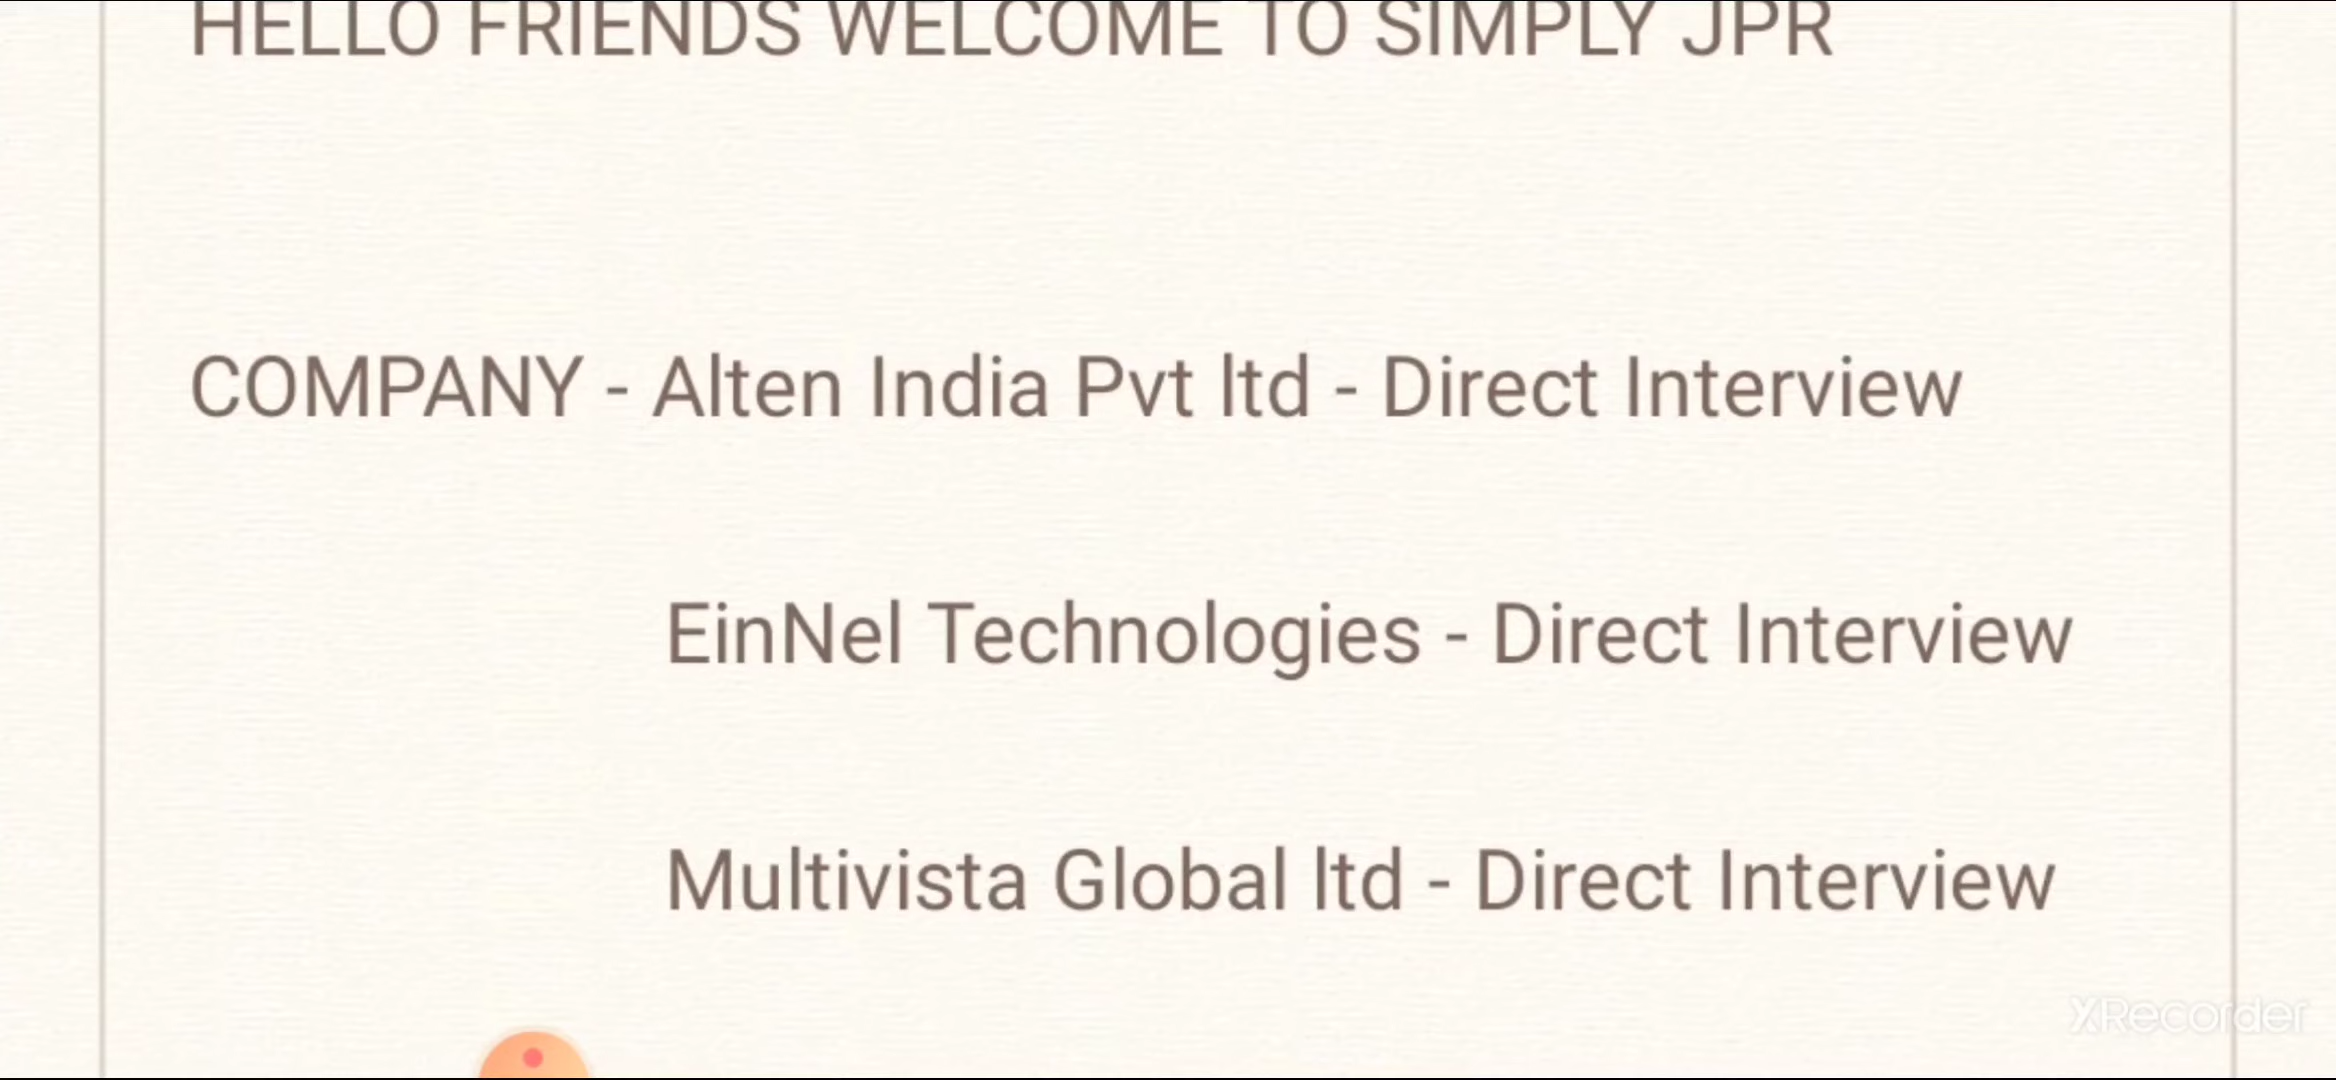 HELLO FRIENDS WELCOME TO SIMPLY JPR
COMPANY - Alten India Pvt ltd - Direct Interview
EinNel Technologies - Direct Interview
Multivista Global ltd - Direct Interview
XRecorder